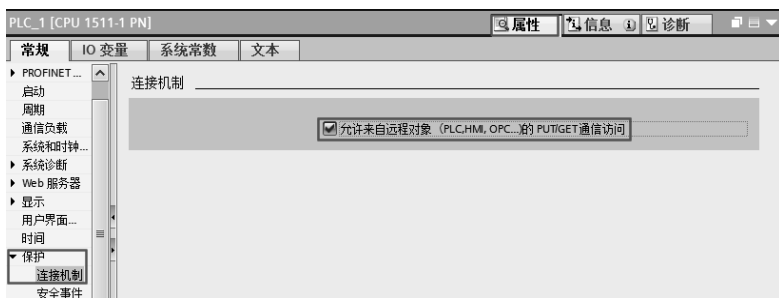 PLC_1 [CPU 1511-1 PN]
属性 信息 诊断
常规 IO 变量 系统常数 文本
PROFINET...
启动
周期
通信负载
系统和时钟...
系统诊断
Web 服务器
显示
用户界面...
时间
保护
连接机制
安全事件
连接机制
允许来自远程对象 (PLC,HMI, OPC...)的 PUT/GET通信访问